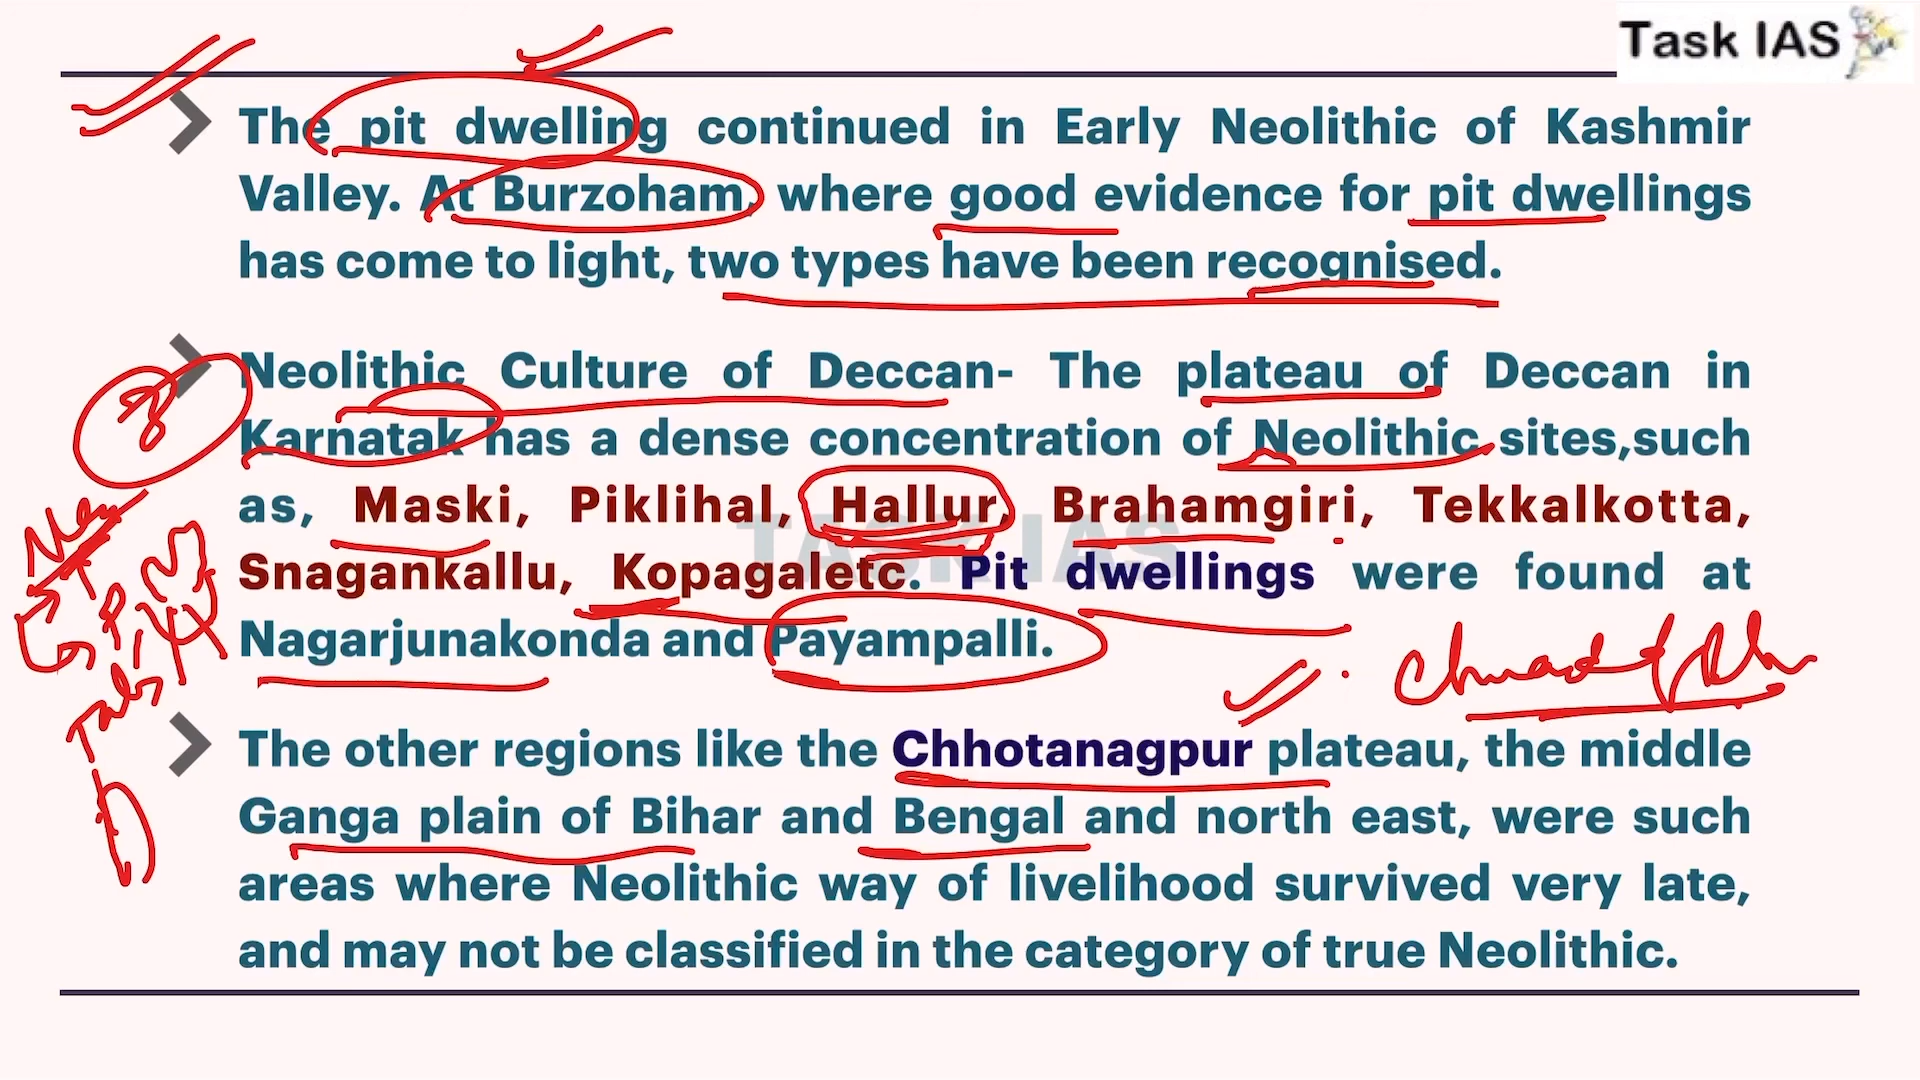 Task IAS
The pit dwelling continued in Early Neolithic of Kashmir
Valley. At Burzoham, where good evidence for pit dwellings
has come to light, two types have been recognised.
Neolithic Culture of Deccan- The plateau of Deccan in
Karnatak has a dense concentration of Neolithic sites,such
as, Maski, Piklihal, Hallur, Brahamgiri, Tekkalkotta,
Snagankallu, Kopagaletc. Pit dwellings were found at
Nagarjunakonda and Payampalli.
The other regions like the Chhotanagpur plateau, the middle
Ganga plain of Bihar and Bengal and north east, were such
areas where Neolithic way of livelihood survived very late,
and may not be classified in the category of true Neolithic.
TASK IAS